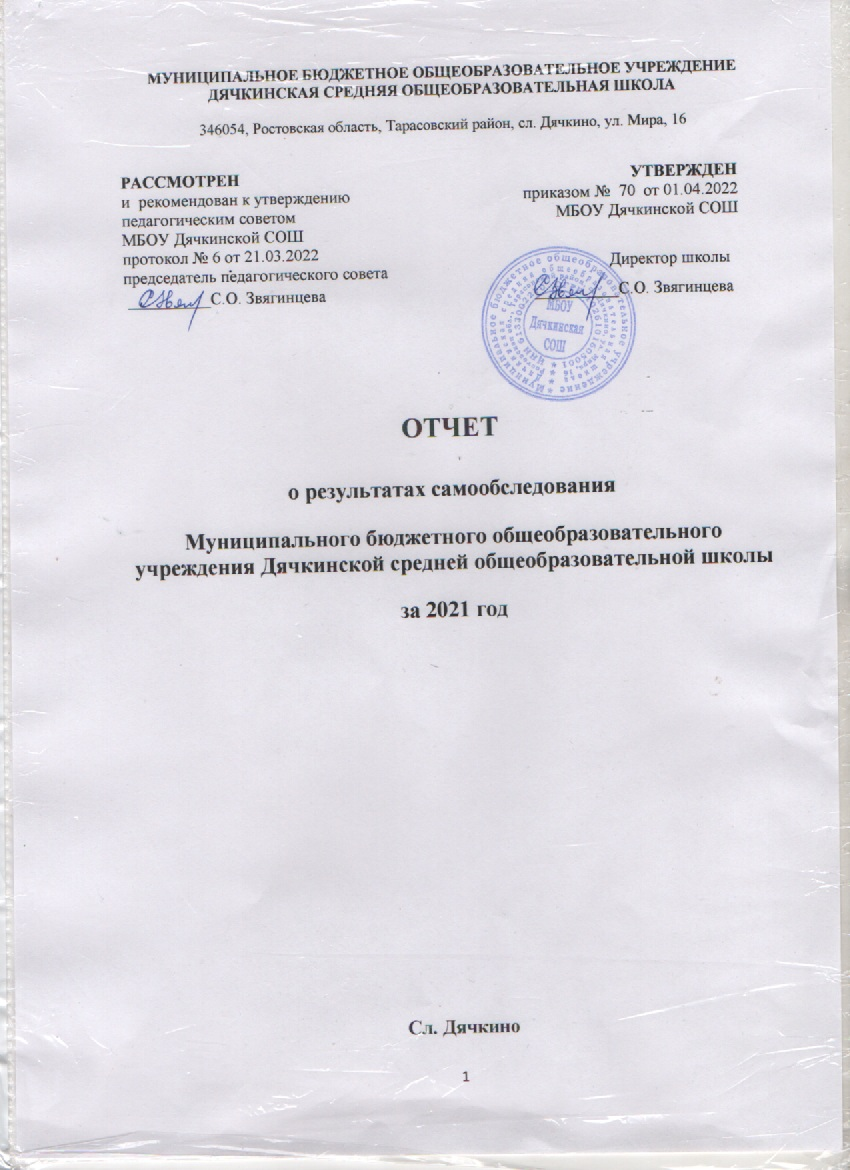 МУНИЦИПАЛЬНОЕ БЮДЖЕТНОЕ ОБЩЕОБРАЗОВАТЕЛЬНОЕ УЧРЕЖДЕНИЕ
ДЯЧКИНСКАЯ СРЕДНЯЯ ОБЩЕОБРАЗОВАТЕЛЬНАЯ ШКОЛА
346054, Ростовская область, Тарасовский район, сл. Дячкино, ул. Мира, 16
РАССМОТРЕН
и рекомендован к утверждению
педагогическим советом
МБОУ Дячкинской СОШ
протокол № 6 от 21.03.2022
председатель педагогического совета
С.О. Звягинцева
УТВЕРЖДЕН
приказом № 70 от 01.04.2022
МБОУ Дячкинской СОШ
Директор школы
С.О. Звягинцева
МБОУ
Дячкинская
СОШ
ОТЧЕТ
о результатах самообследования
Муниципального бюджетного общеобразовательного
учреждения Дячкинской средней общеобразовательной школы
за 2021 год
Сл. Дячкино
1